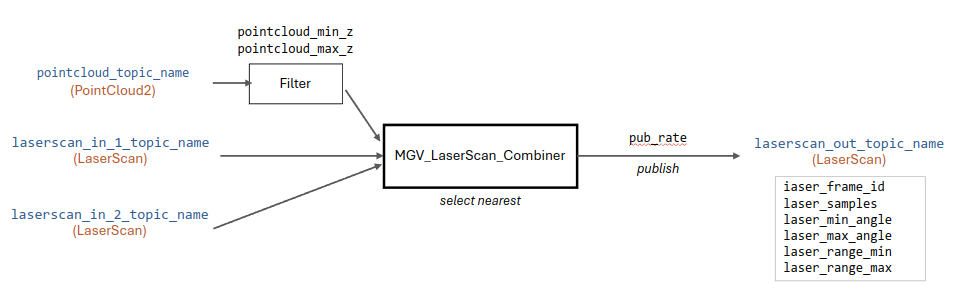 pointcloud_min_z
pointcloud_max_z
pointcloud_topic_name
(PointCloud2)
Filter
laserscan_in_1_topic_name
(LaserScan)
MGV_LaserScan_Combiner
select nearest
pub_rate
publish
laserscan_out_topic_name
(LaserScan)
laserscan_in_2_topic_name
(LaserScan)
iaser_frame_id
laser_samples
laser_min_angle
laser_max_angle
laser_range_min
laser_range_max